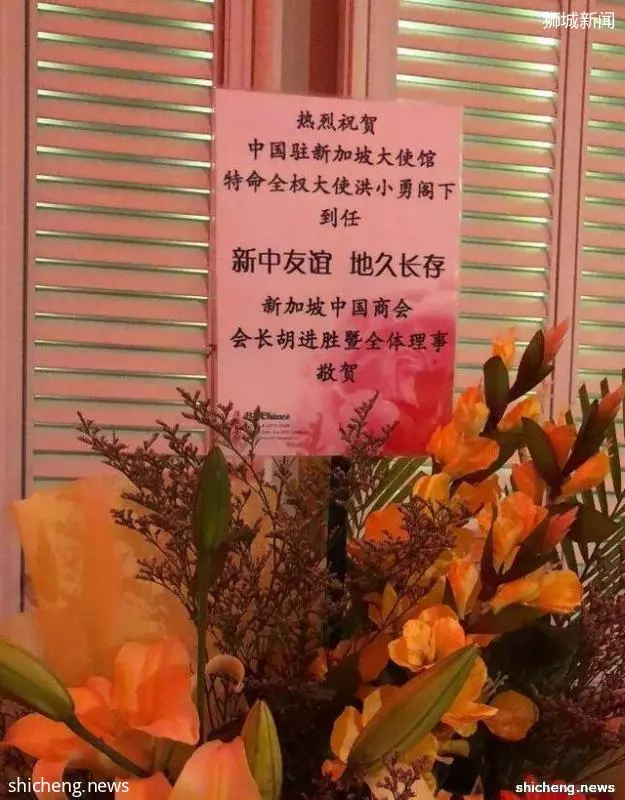 狮城新闻
shicheng.news
热烈祝贺
中国驻新加坡大使馆
特命全权大使洪小勇阁下
到任
新中友谊 地久长存
新加坡中国商会
会长胡进胜暨全体理事
敬贺
shicheng.news
shicheng.news